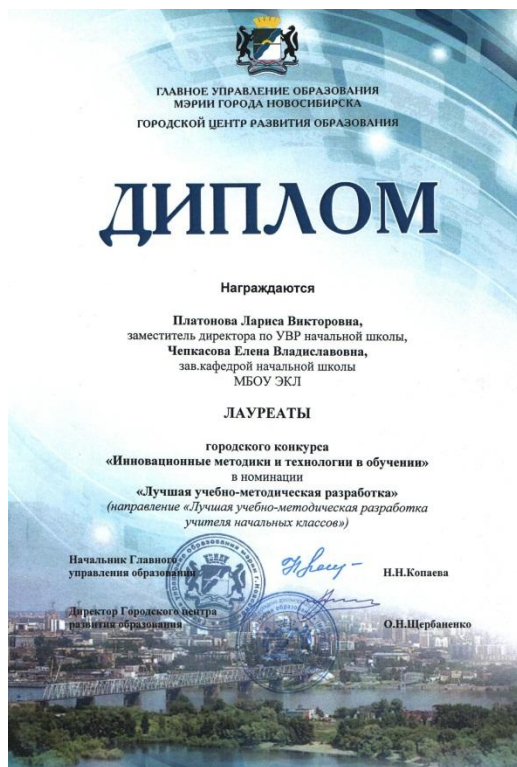 ГЛАВНОЕ УПРАВЛЕНИЕ ОБРАЗОВАНИЯ
МЭРИИ ГОРОДА НОВОСИБИРСКА
ГОРОДСКОЙ ЦЕНТР РАЗВИТИЯ ОБРАЗОВАНИЯ
ДИПЛОМ
Награждаются
Платонова Лариса Викторовна,
заместитель директора по УВР начальной школы,
Чепкасова Елена Владиславовна,
зав.кафедрой начальной школы
МБОУ ЭКЛ
ЛАУРЕАТЫ
городского конкурса
«Инновационные методики и технологии в обучении»
в номинации
«Лучшая учебно-методическая разработка»
(направление «Лучшая учебно-методическая разработка
учителя начальных классов»)
Начальник Главного
управления образования
Н.Н.Копаева
Директор Городского центра
развития образования
О.Н.Щербаненко